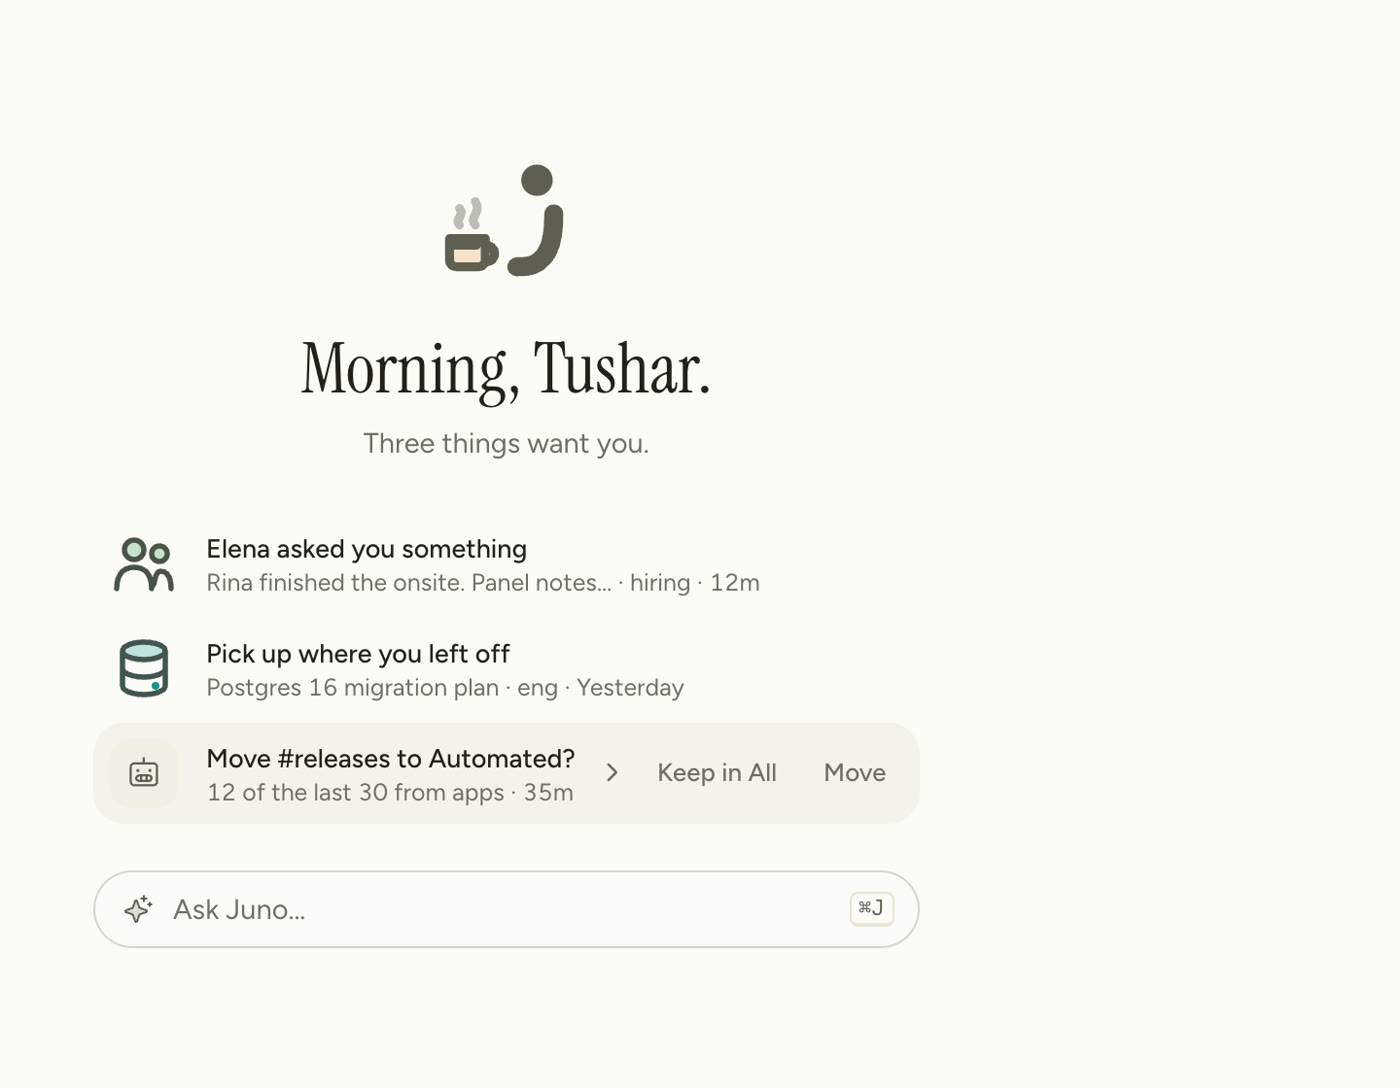 Morning, Tushar.
Three things want you.
Elena asked you something
Rina finished the onsite. Panel notes... · hiring · 12m
Pick up where you left off
Postgres 16 migration plan · eng · Yesterday
Move #releases to Automated?
12 of the last 30 from apps · 35m
Keep in All
Move
Ask Juno...
⌘J